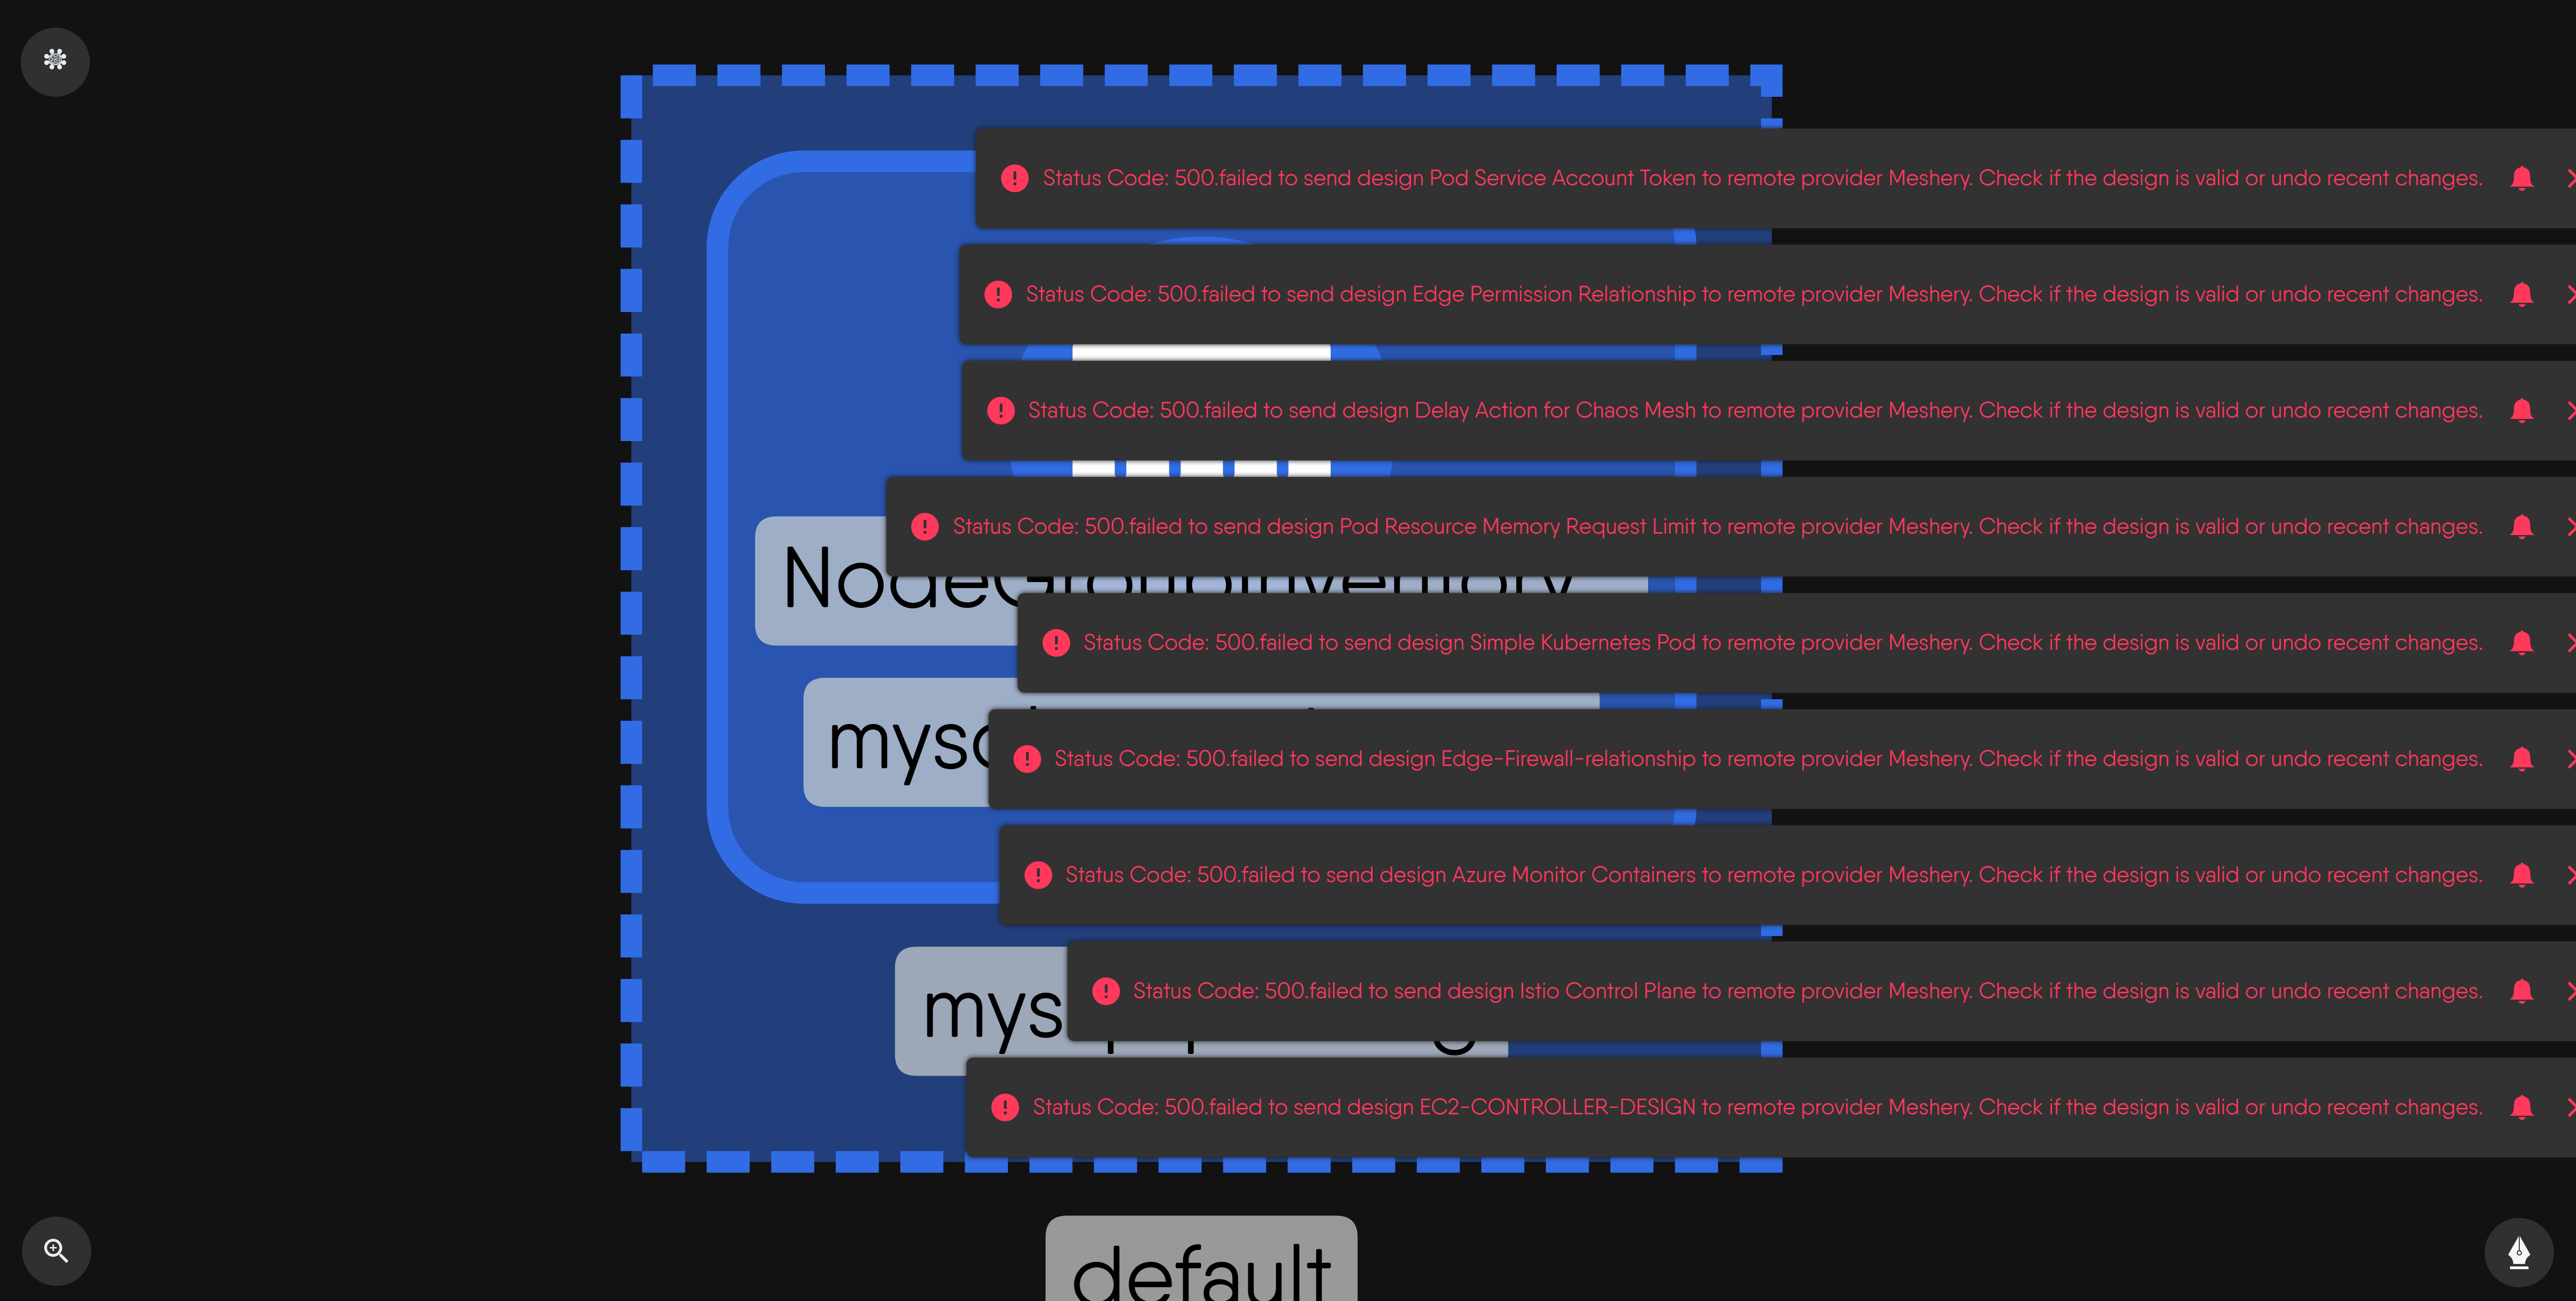 Status Code: 500.failed to send design Pod Service Account Token to remote provider Meshery. Check if the design is valid or undo recent changes.
Status Code: 500.failed to send design Edge Permission Relationship to remote provider Meshery. Check if the design is valid or undo recent changes.
Status Code: 500.failed to send design Delay Action for Chaos Mesh to remote provider Meshery. Check if the design is valid or undo recent changes.
Status Code: 500.failed to send design Pod Resource Memory Request Limit to remote provider Meshery. Check if the design is valid or undo recent changes.
NodeGroupInventory
Status Code: 500.failed to send design Simple Kubernetes Pod to remote provider Meshery. Check if the design is valid or undo recent changes.
Status Code: 500.failed to send design Edge-Firewall-relationship to remote provider Meshery. Check if the design is valid or undo recent changes.
Status Code: 500.failed to send design Azure Monitor Containers to remote provider Meshery. Check if the design is valid or undo recent changes.
Status Code: 500.failed to send design Istio Control Plane to remote provider Meshery. Check if the design is valid or undo recent changes.
Status Code: 500.failed to send design EC2-CONTROLLER-DESIGN to remote provider Meshery. Check if the design is valid or undo recent changes.
default